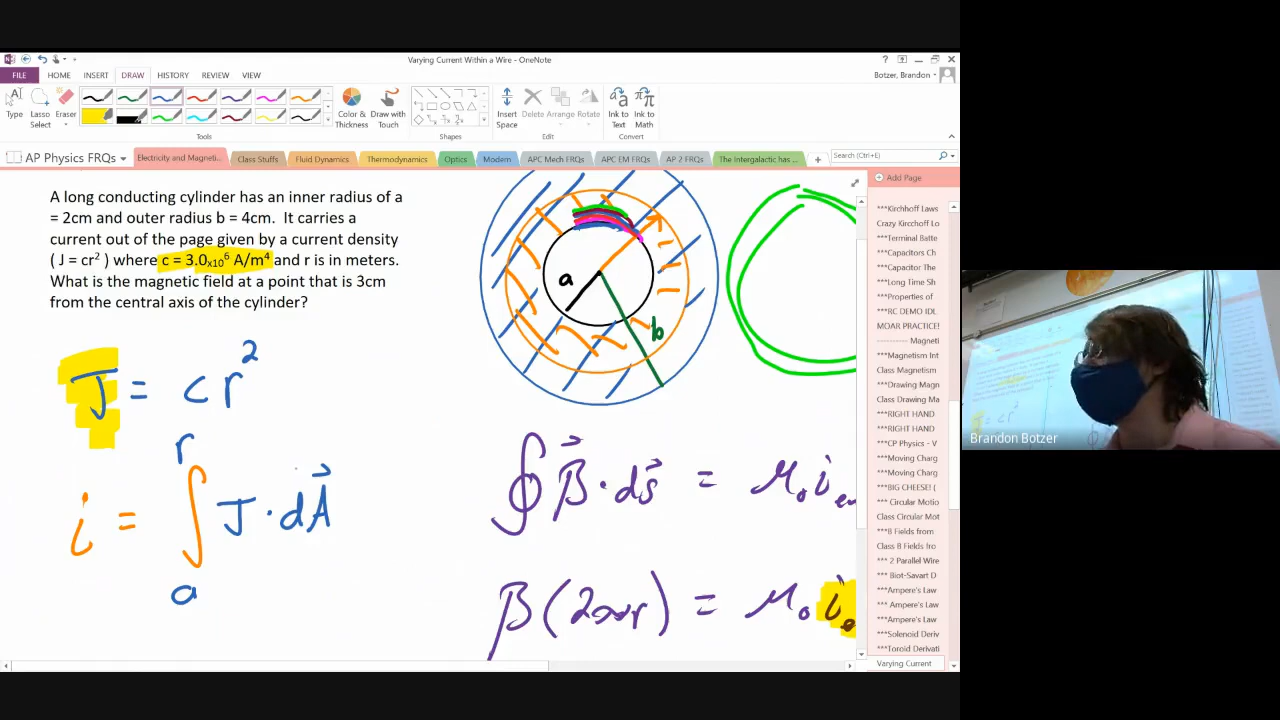 Varying Current Within a Wire - OneNote
FILE HOME INSERT DRAW HISTORY REVIEW VIEW
Botzer, Brandon
Type
Lasso Select
Eraser
Color & Thickness
Draw with Touch
Insert Space
Delete
Arrange
Rotate
Ink to Text
Ink to Math
Tools
Shapes
Edit
Convert
AP Physics FRQs
Electricity and Magneti...
Class Stuffs
Fluid Dynamics
Thermodynamics
Optics
Modern
APC Mech FRQs
APC EM FRQs
AP 2 FRQs
The Intergalactic has ...
Search (Ctrl+E)
Add Page
A long conducting cylinder has an inner radius of a
= 2cm and outer radius b = 4cm. It carries a
current out of the page given by a current density
( J = cr² ) where c = 3.0x10⁶ A/m⁴ and r is in meters.
What is the magnetic field at a point that is 3cm
from the central axis of the cylinder?
a
b
J = cr²
i = ∫ₐʳ J · dA⃗
∮ B⃗ · ds⃗ = μ₀ i en
B (2πr) = μ₀ i e
***Kirchhoff Laws
Crazy Kirchoff Lo
***Terminal Batte
***Capacitors Ch
***Capacitor The
***Long Time Sh
***Properties of
***RC DEMO IDL
MOAR PRACTICE!
---------- Magneti
***Magnetism Int
Class Magnetism
***Drawing Magn
Class Drawing Ma
***RIGHT HAND
***RIGHT HAND
***CP Physics - V
***Moving Charg
***Moving Charg
***BIG CHEESE! (
*** Circular Motio
Class Circular Mot
***B Fields from
Class B Fields fro
*** 2 Parallel Wire
*** Biot-Savart D
***Ampere's Law
*** Ampere's Law
***Ampere's Law
***Solenoid Deriv
***Toroid Derivati
Varying Current
Brandon Botzer